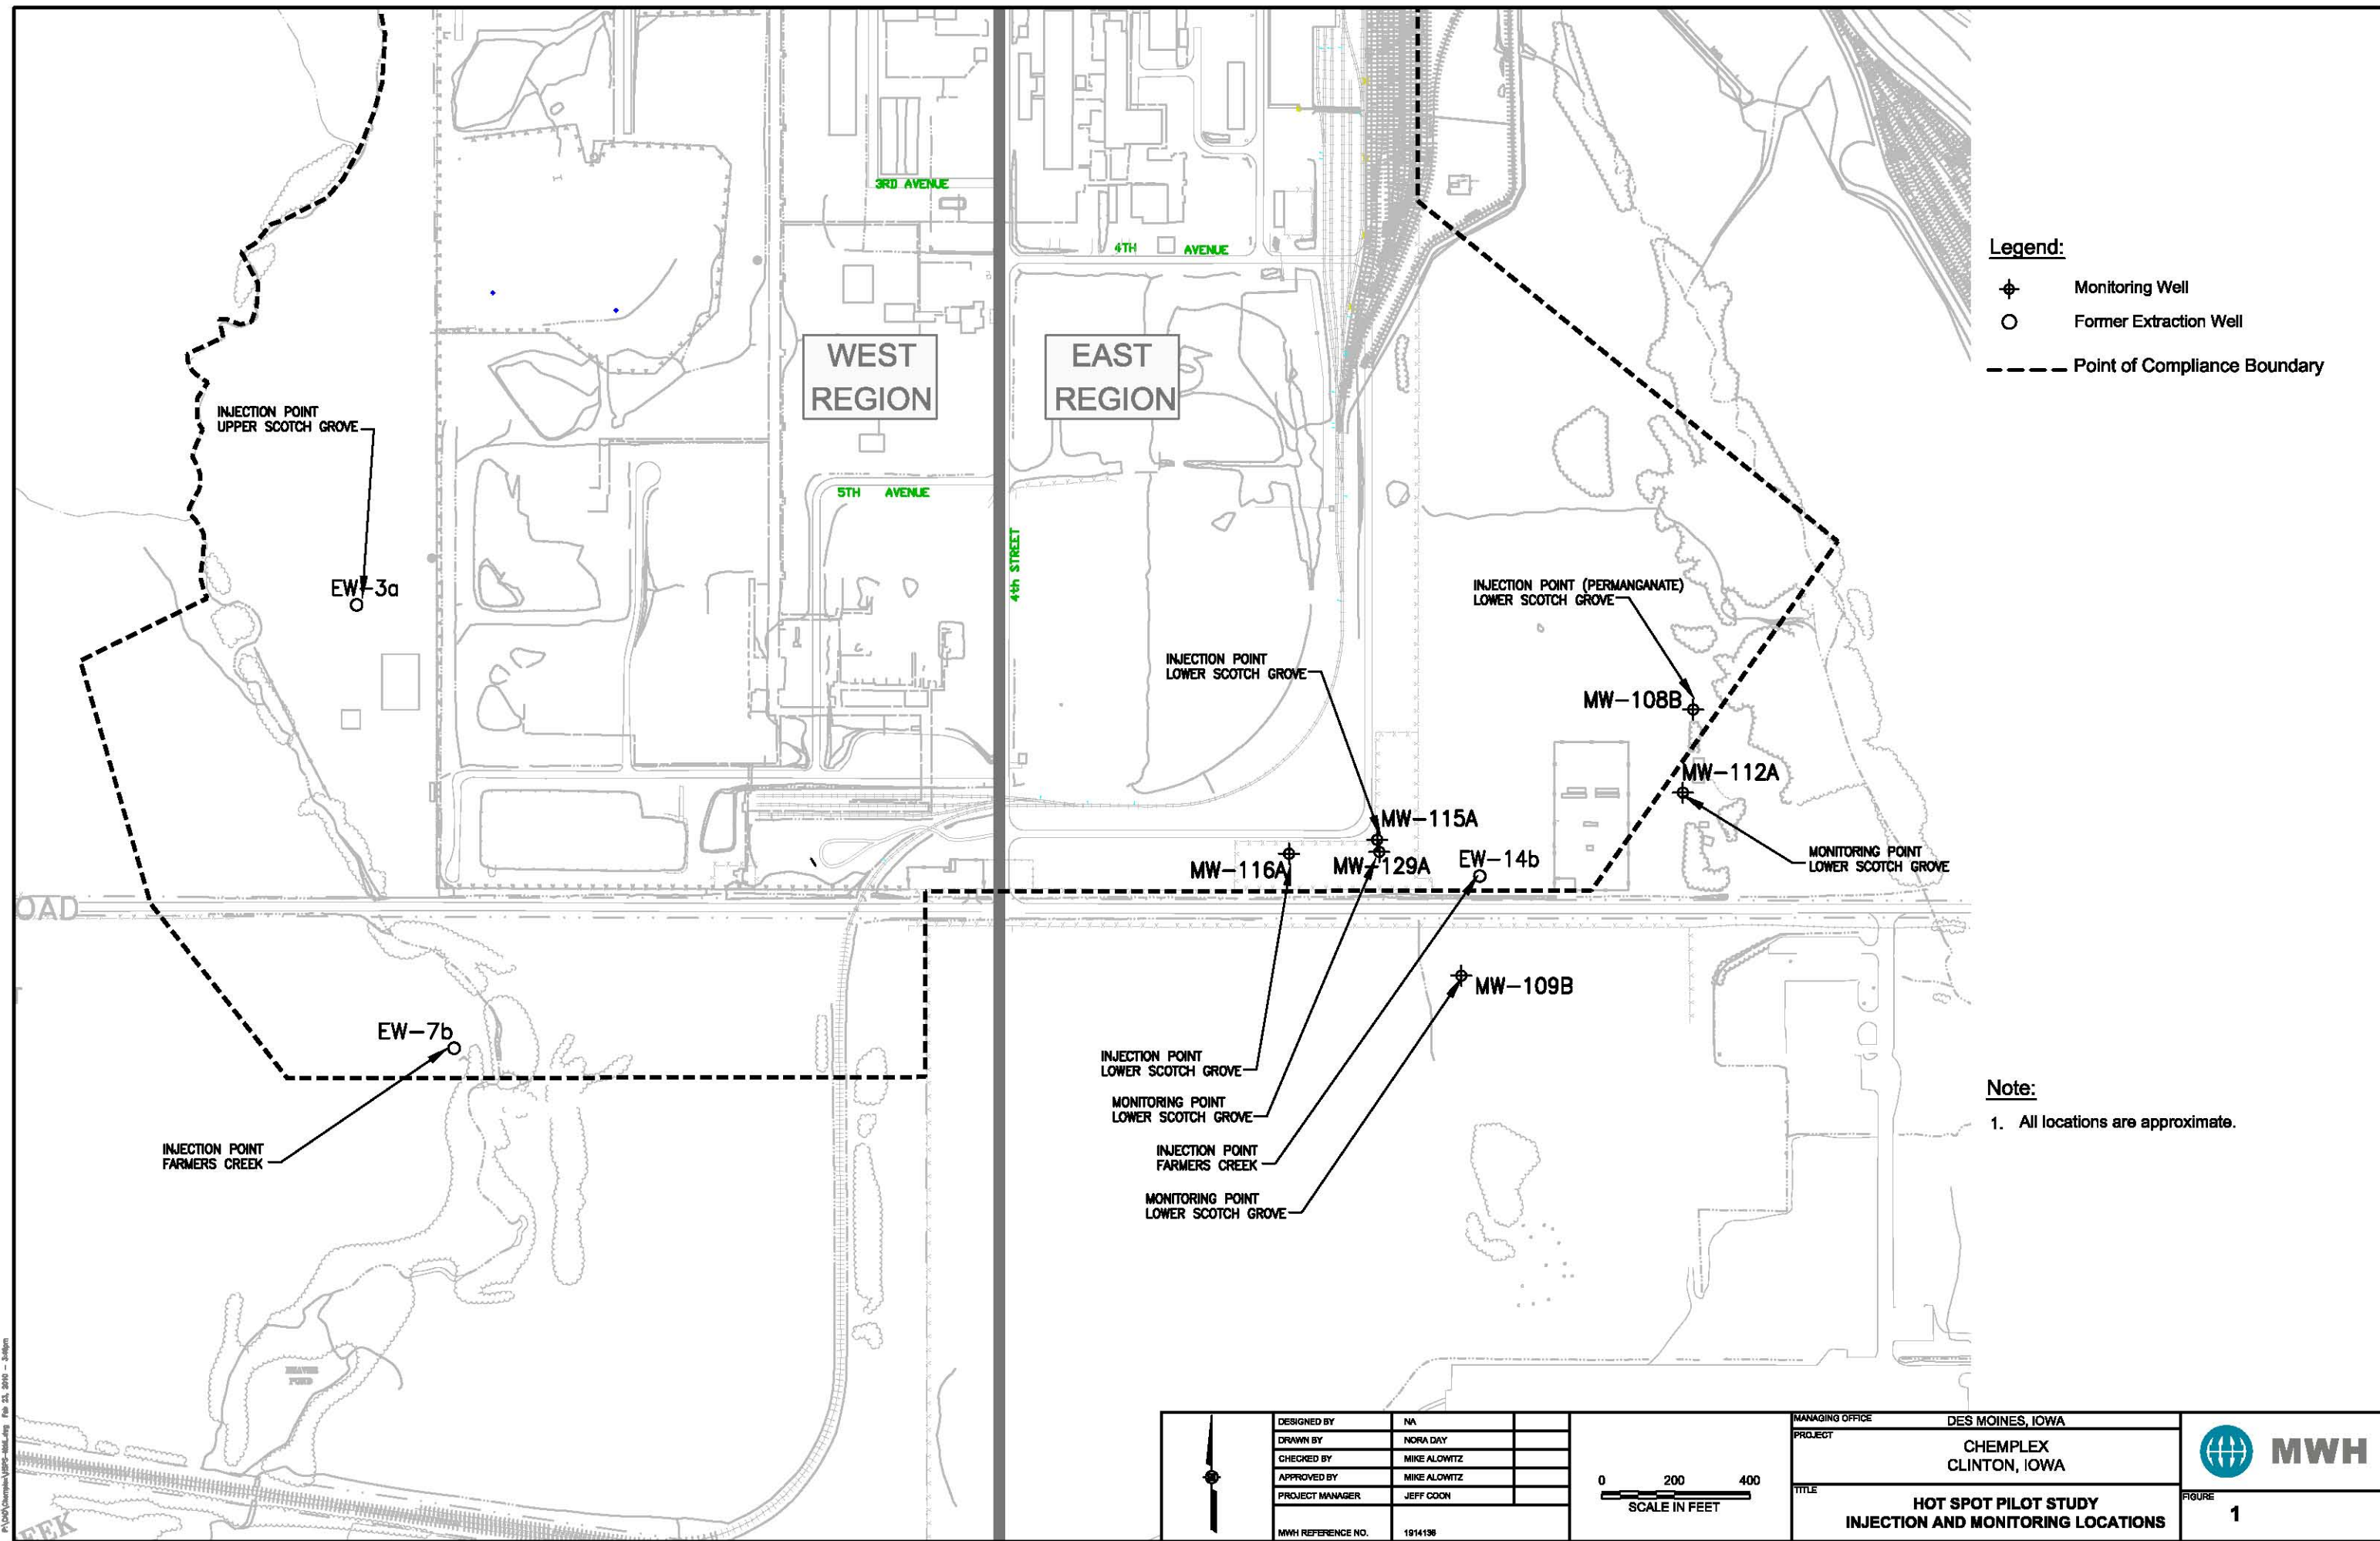 3RD AVENUE
4TH AVENUE
WEST
REGION
EAST
REGION
5TH AVENUE
4th STREET
INJECTION POINT
UPPER SCOTCH GROVE
EW-3a
INJECTION POINT (PERMANGANATE)
LOWER SCOTCH GROVE
INJECTION POINT
LOWER SCOTCH GROVE
MW-108B
MW-112A
MW-115A
MW-116A
MW-129A
EW-14b
MONITORING POINT
LOWER SCOTCH GROVE
OAD
MW-109B
EW-7b
INJECTION POINT
FARMERS CREEK
INJECTION POINT
LOWER SCOTCH GROVE
MONITORING POINT
LOWER SCOTCH GROVE
INJECTION POINT
FARMERS CREEK
MONITORING POINT
LOWER SCOTCH GROVE
BEAVER
POND
EEK
Legend:
Monitoring Well
Former Extraction Well
Point of Compliance Boundary
Note:
1. All locations are approximate.
DESIGNED BY NA
DRAWN BY NORA DAY
CHECKED BY MIKE ALOWITZ
APPROVED BY MIKE ALOWITZ
PROJECT MANAGER JEFF COON
MWH REFERENCE NO. 1914136
0 200 400
SCALE IN FEET
MANAGING OFFICE DES MOINES, IOWA
PROJECT
CHEMPLEX
CLINTON, IOWA
TITLE
HOT SPOT PILOT STUDY
INJECTION AND MONITORING LOCATIONS
MWH
FIGURE
1